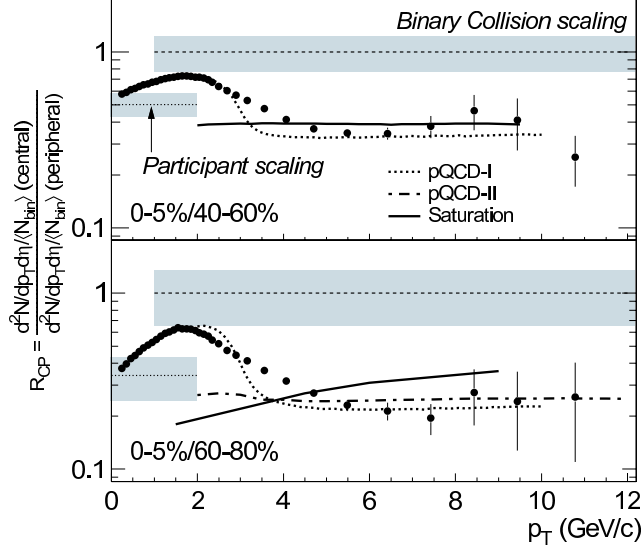 Binary Collision scaling
1
Participant scaling
pQCD-I
pQCD-II
Saturation
0-5%/40-60%
0.1
R_CP = d²N/dp_T dη/⟨N_bin⟩ (central)
d²N/dp_T dη/⟨N_bin⟩ (peripheral)
1
0-5%/60-80%
0.1
0 2 4 6 8 10 12
p_T (GeV/c)